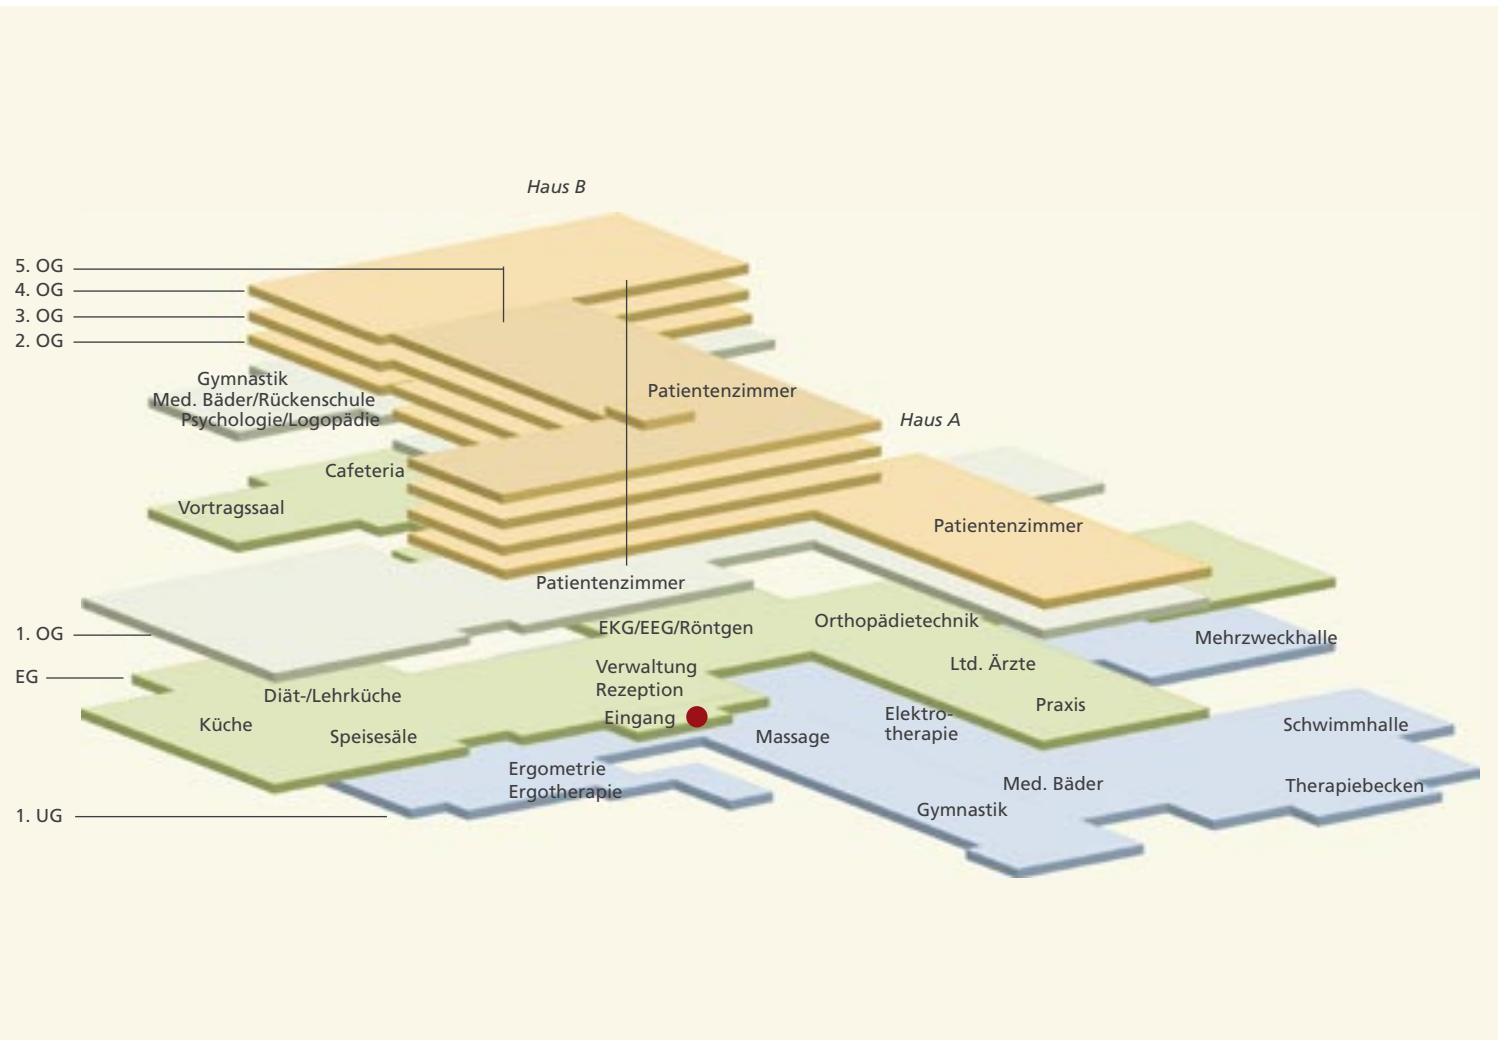 Haus B
5. OG
4. OG
3. OG
2. OG
Gymnastik
Med. Bäder/Rückenschule
Psychologie/Logopädie
Patientenzimmer
Haus A
Cafeteria
Vortragssaal
Patientenzimmer
Patientenzimmer
1. OG
EKG/EEG/Röntgen
Orthopädietechnik
Mehrzweckhalle
EG
Verwaltung
Rezeption
Eingang
Ltd. Ärzte
Praxis
Diät-/Lehrküche
Küche
Speisesäle
Massage
Elektro-
therapie
Schwimmhalle
Ergometrie
Ergotherapie
Med. Bäder
Therapiebecken
Gymnastik
1. UG